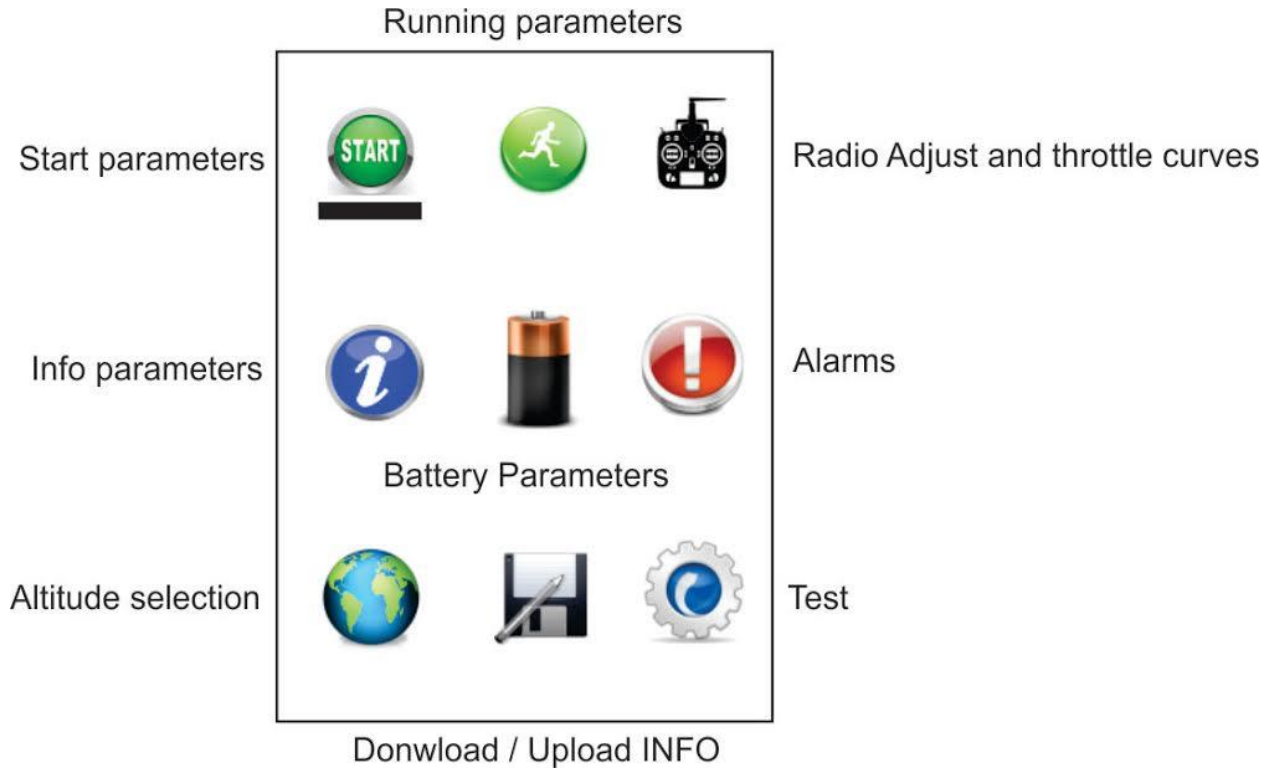 Running parameters
Start parameters
START
Radio Adjust and throttle curves
Info parameters
i
Alarms
!
Battery Parameters
Altitude selection
Test
Donwload / Upload INFO